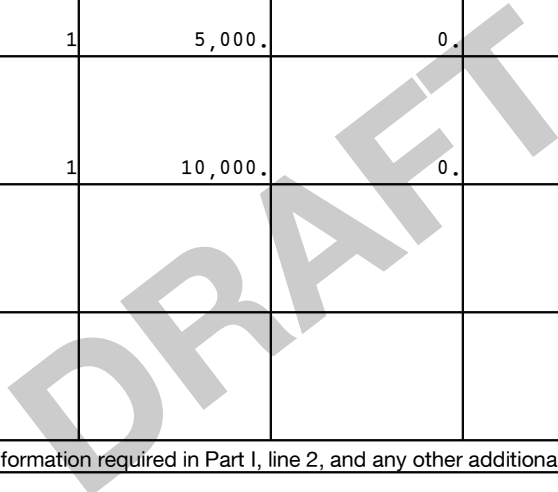 1 5,000. 0.
1 10,000. 0.
DRAFT
formation required in Part I, line 2, and any other additiona